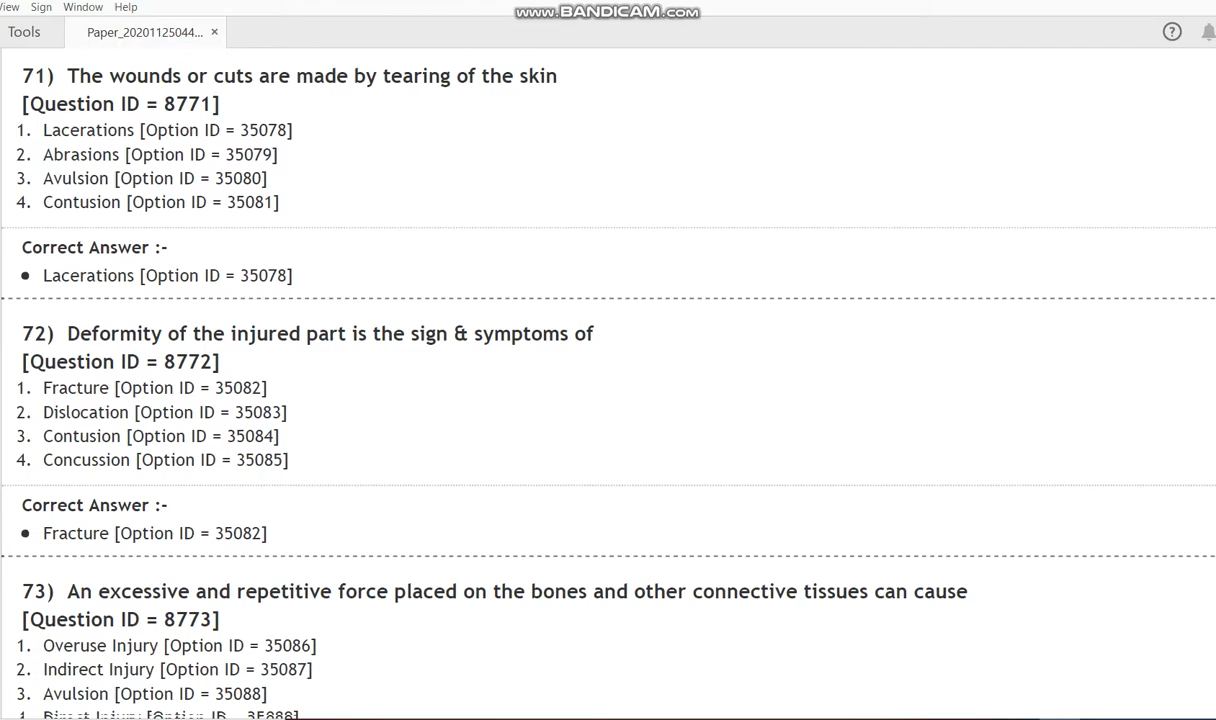 View Sign Window Help
www.BANDICAM.com
Tools Paper_20201125044... × ?
71) The wounds or cuts are made by tearing of the skin
[Question ID = 8771]
1. Lacerations [Option ID = 35078]
2. Abrasions [Option ID = 35079]
3. Avulsion [Option ID = 35080]
4. Contusion [Option ID = 35081]
Correct Answer :-
• Lacerations [Option ID = 35078]
72) Deformity of the injured part is the sign & symptoms of
[Question ID = 8772]
1. Fracture [Option ID = 35082]
2. Dislocation [Option ID = 35083]
3. Contusion [Option ID = 35084]
4. Concussion [Option ID = 35085]
Correct Answer :-
• Fracture [Option ID = 35082]
73) An excessive and repetitive force placed on the bones and other connective tissues can cause
[Question ID = 8773]
1. Overuse Injury [Option ID = 35086]
2. Indirect Injury [Option ID = 35087]
3. Avulsion [Option ID = 35088]